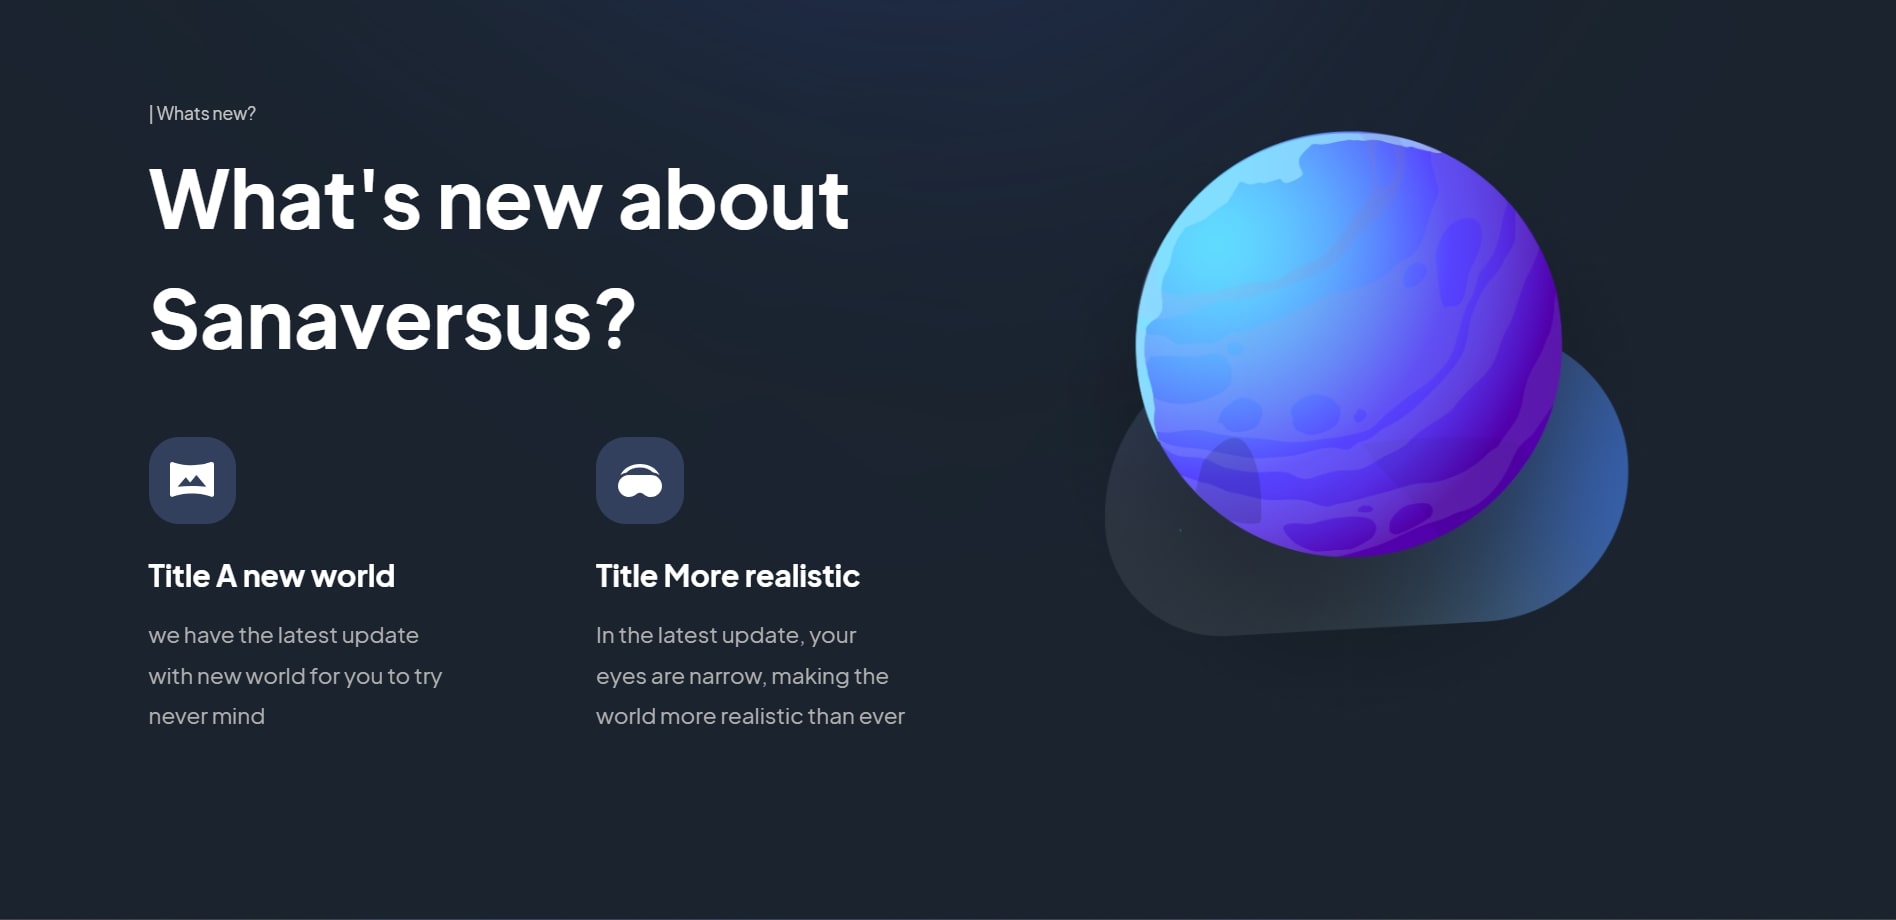 | Whats new?
What's new about
Sanaversus?
Title A new world
we have the latest update
with new world for you to try
never mind
Title More realistic
In the latest update, your
eyes are narrow, making the
world more realistic than ever